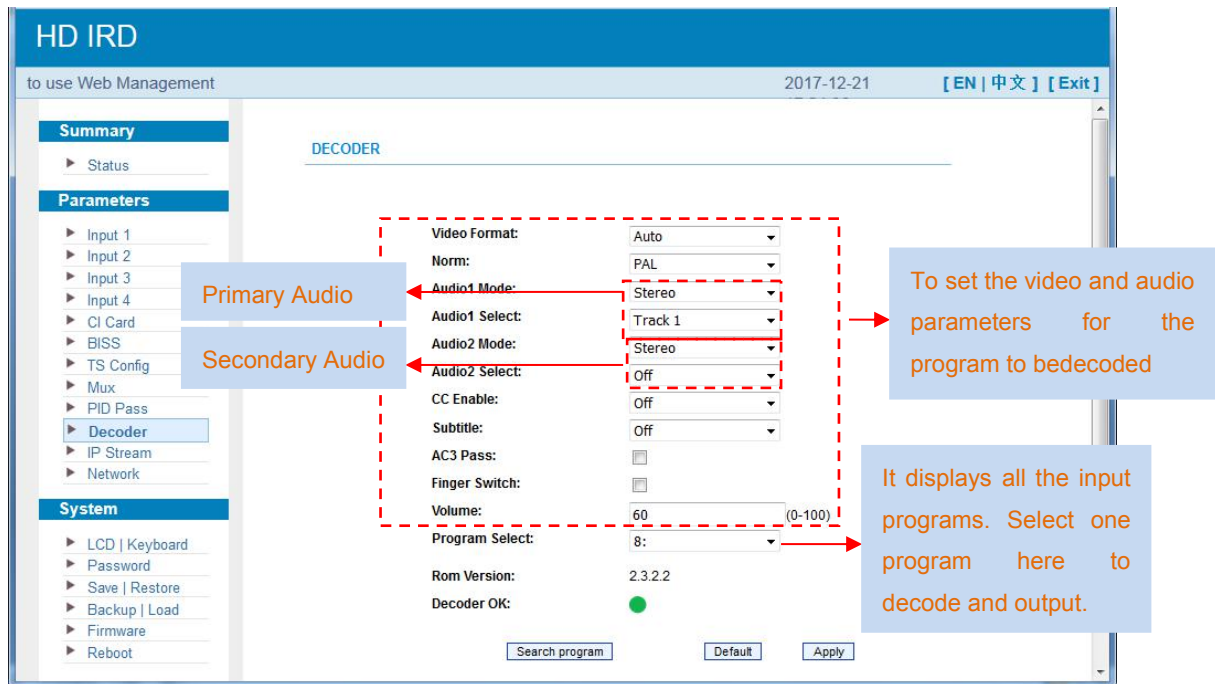 HD IRD
to use Web Management 2017-12-21 [ EN | 中文 ] [ Exit ]
Summary
Status
Parameters
Input 1
Input 2
Input 3
Input 4
CI Card
BISS
TS Config
Mux
PID Pass
Decoder
IP Stream
Network
System
LCD | Keyboard
Password
Save | Restore
Backup | Load
Firmware
Reboot
DECODER
Video Format: Auto
Norm: PAL
Audio1 Mode: Stereo
Audio1 Select: Track 1
Audio2 Mode: Stereo
Audio2 Select: Off
CC Enable: Off
Subtitle: Off
AC3 Pass:
Finger Switch:
Volume: 60 (0-100)
Program Select: 8:
Rom Version: 2.3.2.2
Decoder OK:
Search program Default Apply
Primary Audio
Secondary Audio
To set the video and audio
parameters for the
program to bedecoded
It displays all the input
programs. Select one
program here to
decode and output.